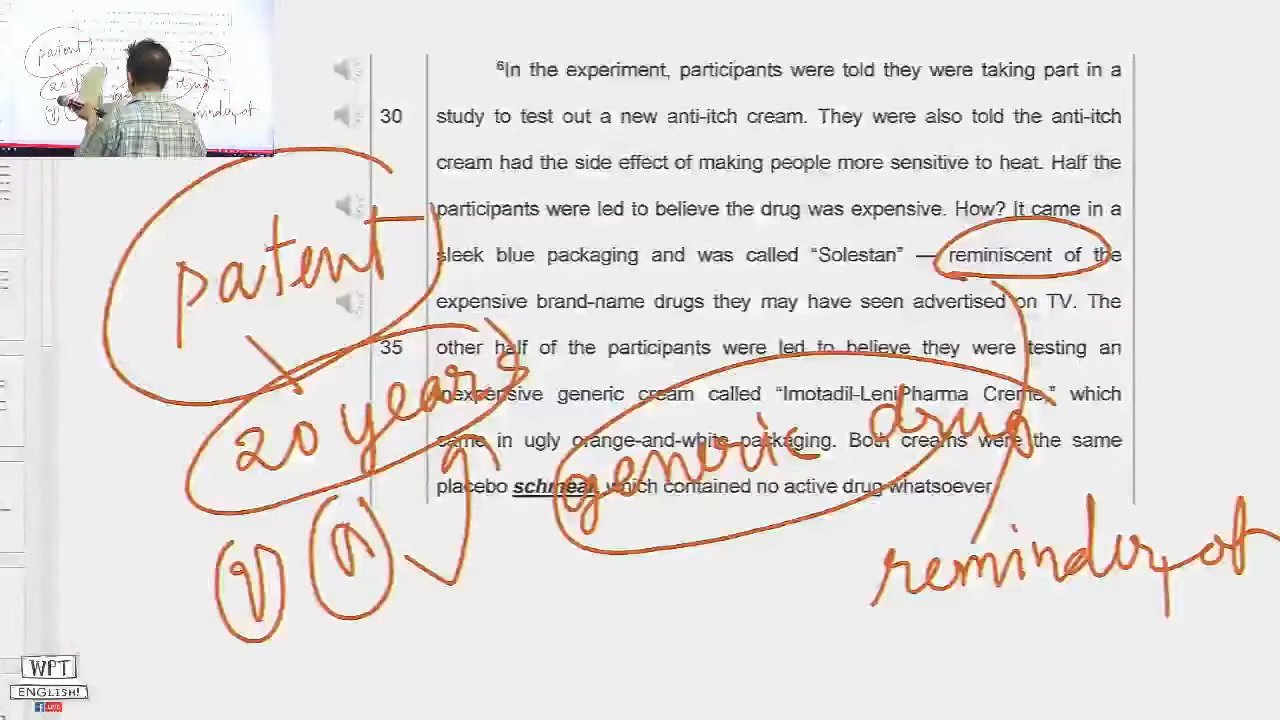 ⁶In the experiment, participants were told they were taking part in a
30 study to test out a new anti-itch cream. They were also told the anti-itch
cream had the side effect of making people more sensitive to heat. Half the
participants were led to believe the drug was expensive. How? It came in a
sleek blue packaging and was called “Solestan” — reminiscent of the
expensive brand-name drugs they may have seen advertised on TV. The
35 other half of the participants were led to believe they were testing an
inexpensive generic cream called “Imotadil-LeniPharma Creme,” which
came in ugly orange-and-white packaging. Both creams were the same
placebo schmear, which contained no active drug whatsoever
patent
20 years
generic drug
reminder of
WPT
ENGLISH!
LIVE